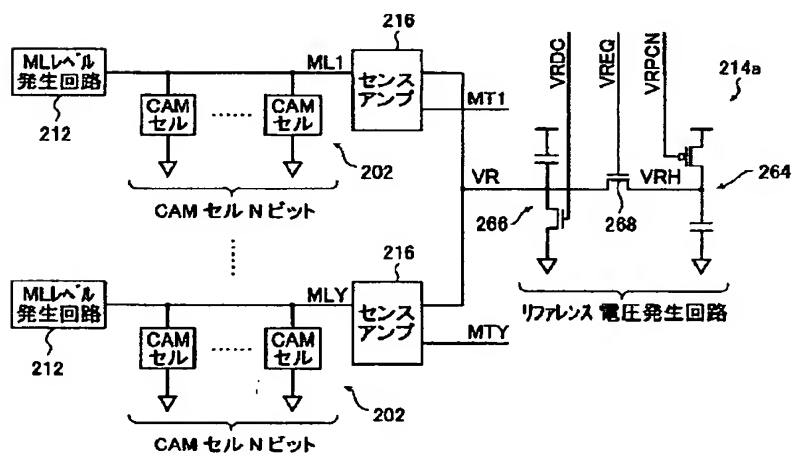 216
MLレベル
発生回路
212
ML1
センス
アンプ
MT1
CAM
セル
……
CAM
セル
202
CAM セル N ビット
VRDC
VREQ
VRPCN
214a
VR
VRH
264
266
268
リファレンス 電圧発生回路
216
MLレベル
発生回路
212
MLY
センス
アンプ
MTY
CAM
セル
……
CAM
セル
202
CAM セル N ビット